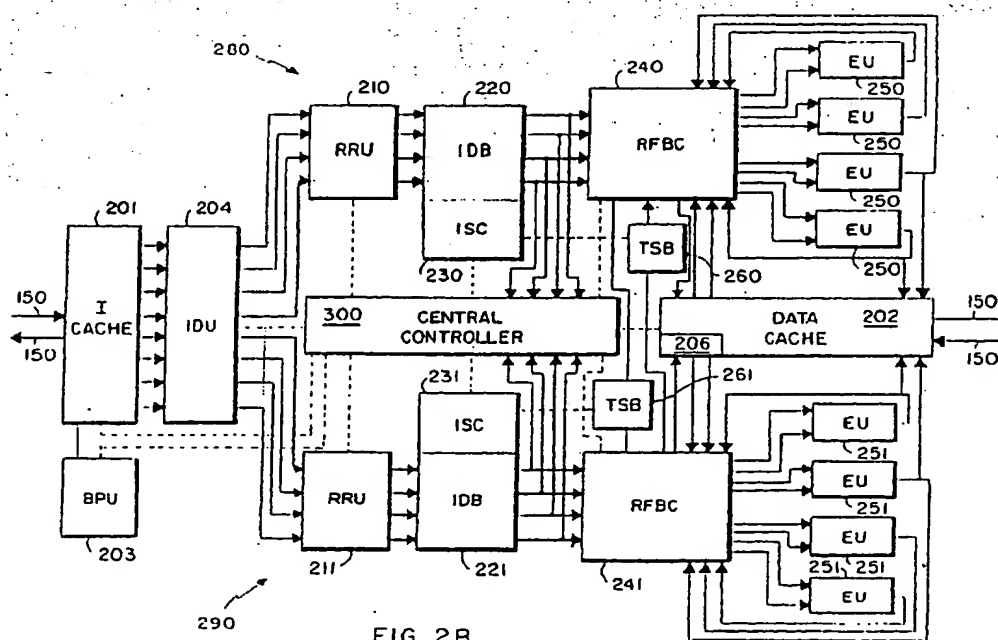 280
210
220
240
EU
250
EU
250
EU
250
EU
250
RRU
IDB
ISC
RFBC
TSB
230
260
201
204
I CACHE
IDU
150
150
300
CENTRAL CONTROLLER
DATA CACHE
202
206
150
150
231
261
TSB
ISC
IDB
RRU
RFBC
BPU
203
211
221
241
EU
251
EU
251
EU
251
251
EU
290
FIG. 2B